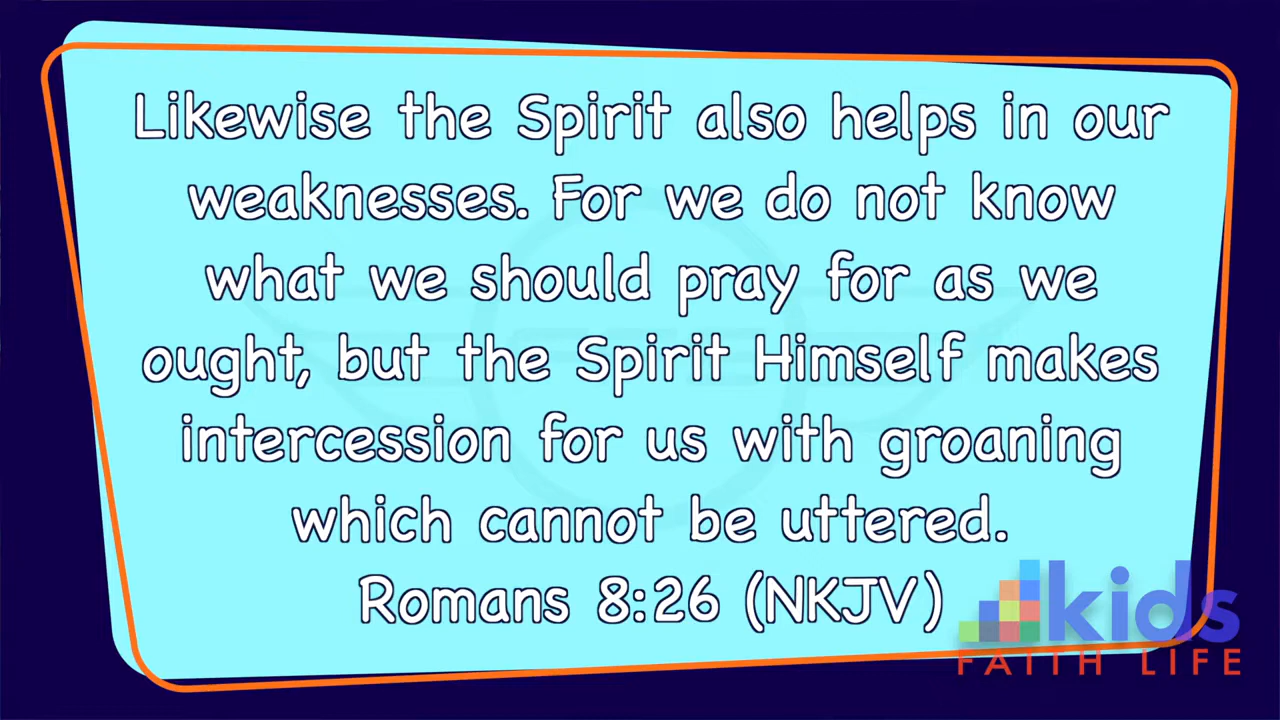 Likewise the Spirit also helps in our
weaknesses. For we do not know
what we should pray for as we
ought, but the Spirit Himself makes
intercession for us with groaning
which cannot be uttered.
Romans 8:26 (NKJV)
kids
FAITH LIFE